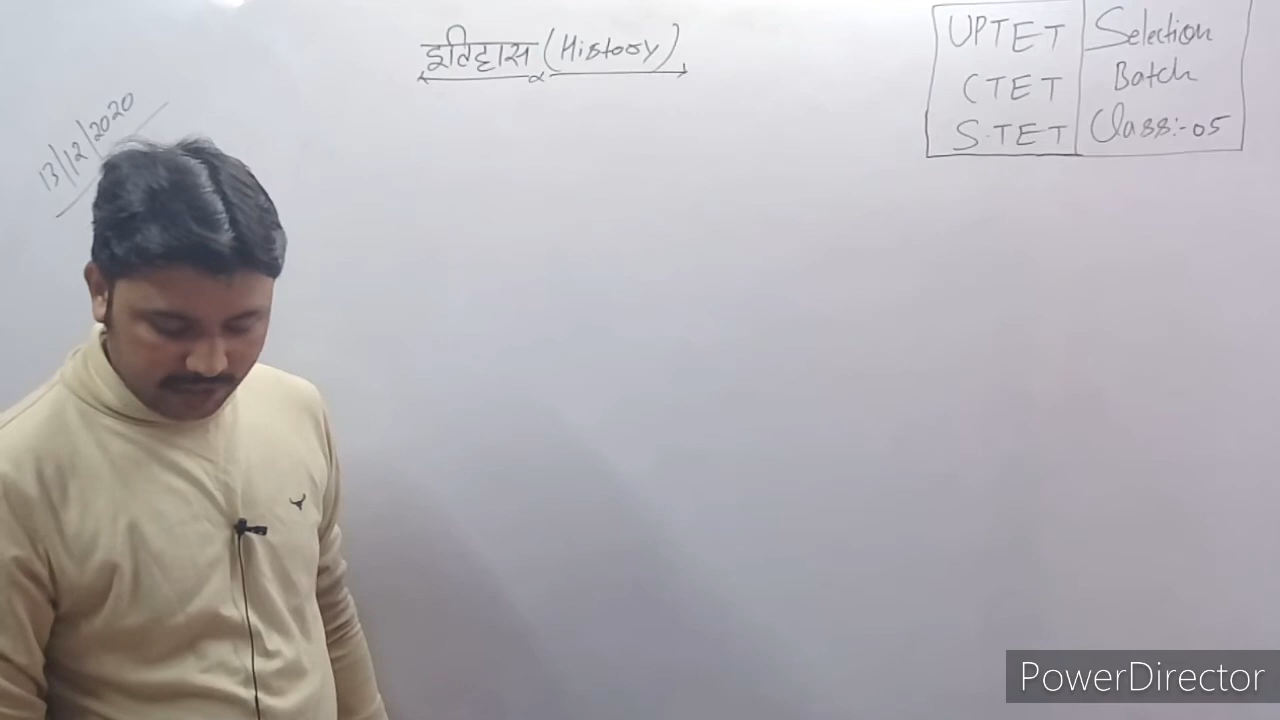 इतिहास (History)
13/12/2020
UPTET Selection
CTET Batch
S.TET Class:-05
PowerDirector